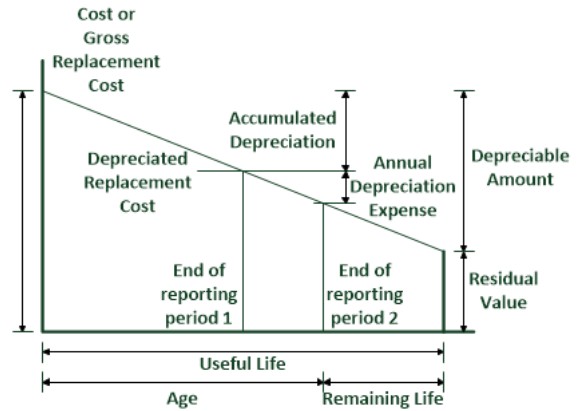 Cost or
Gross
Replacement
Cost
Accumulated
Depreciation
Depreciated
Replacement
Cost
Annual
Depreciation
Expense
Depreciable
Amount
End of
reporting
period 1
End of
reporting
period 2
Residual
Value
Useful Life
Age
Remaining Life